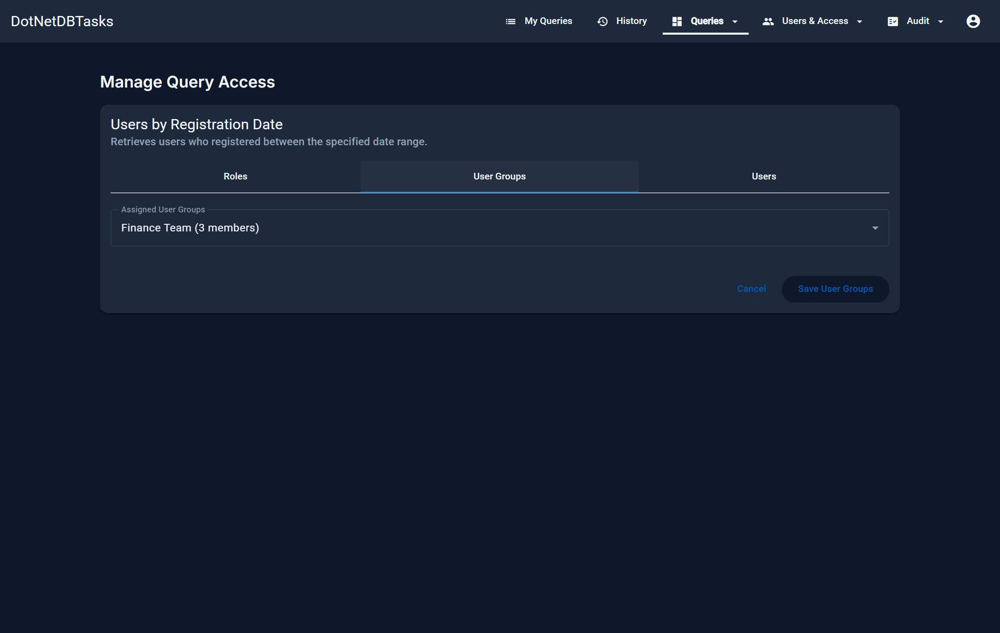 DotNetDBTasks
My Queries
History
Queries
Users & Access
Audit
Manage Query Access
Users by Registration Date
Retrieves users who registered between the specified date range.
Roles
User Groups
Users
Assigned User Groups
Finance Team (3 members)
Cancel
Save User Groups